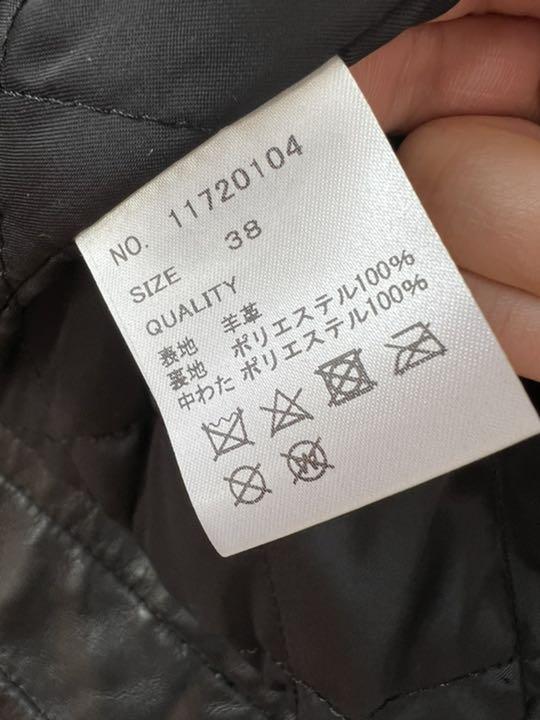 NO. 11720104
SIZE 38
QUALITY
表地 羊革
裏地 ポリエステル100%
中わた ポリエステル100%